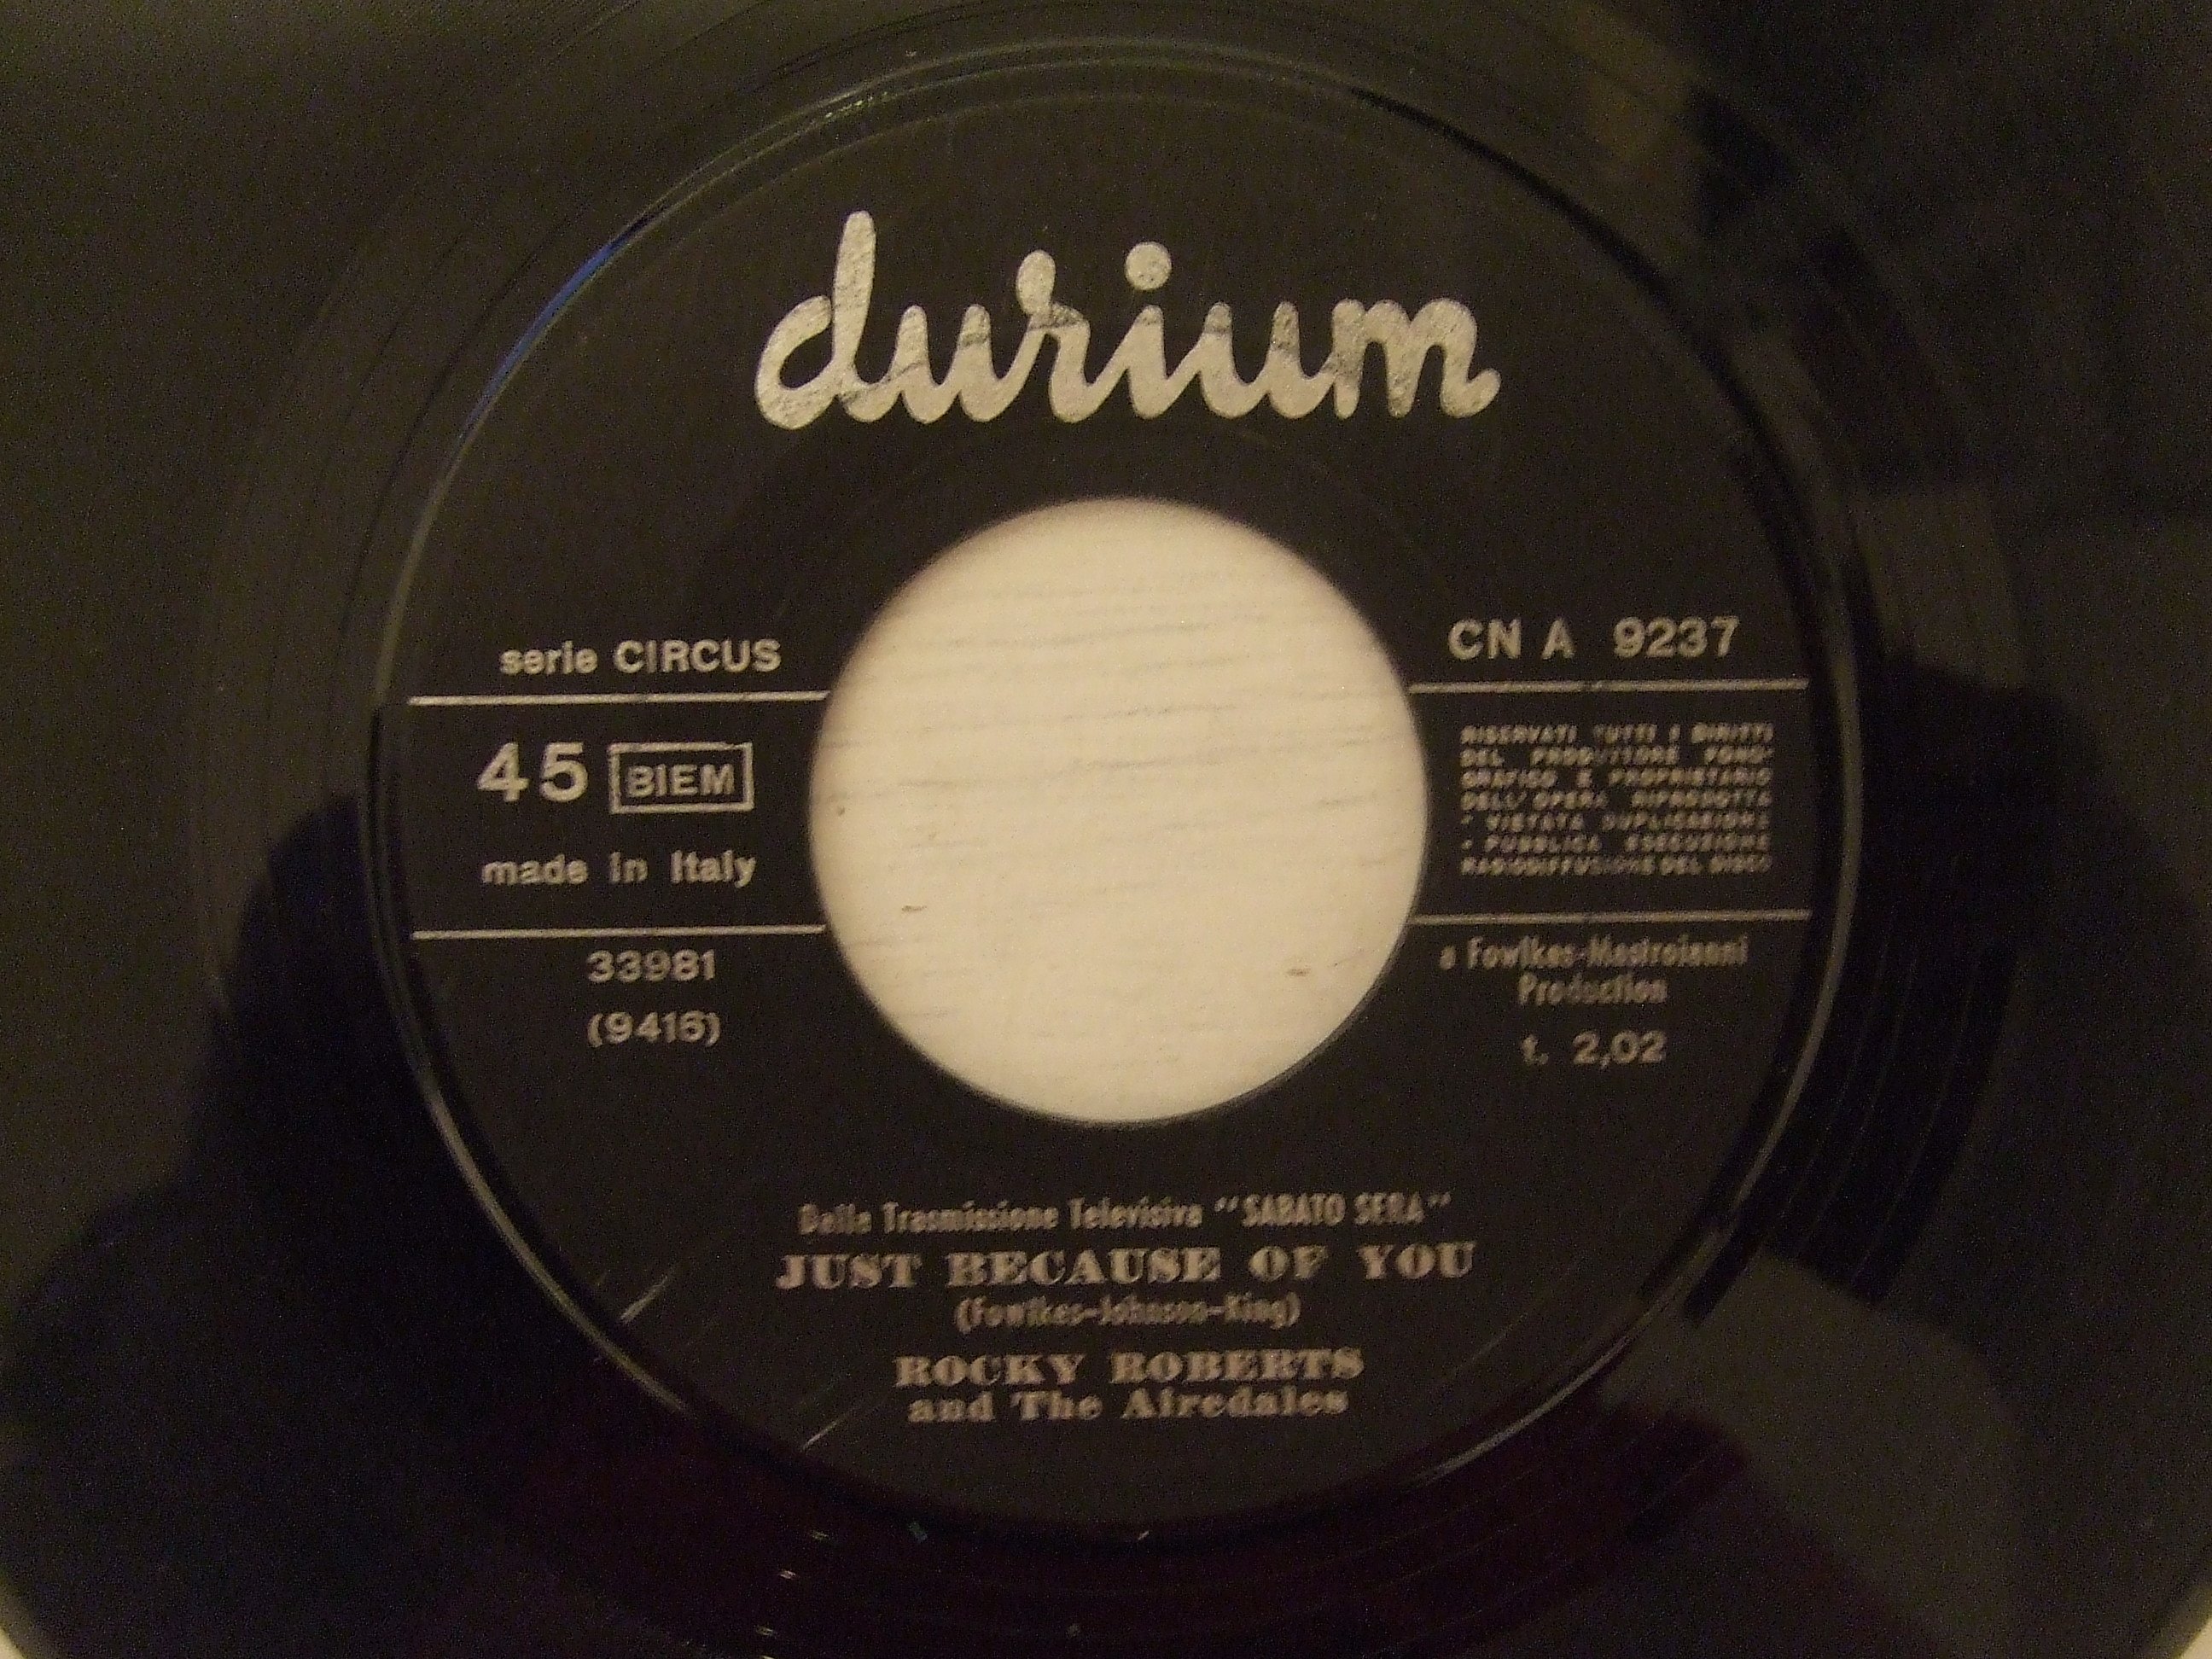 durium
serie CIRCUS
CN A 9237
45 BIEM
made in Italy
RISERVATI TUTTI I DIRITTI
DEL PRODUTTORE FONO-
GRAFICO E PROPRIETARIO
DELL'OPERA RIPRODOTTA
- VIETATA DUPLICAZIONE
- PUBBLICA ESECUZIONE
RADIODIFFUSIONE DEL DISCO
33981
(9416)
a Fowlkes-Mastroianni
Production
t. 2,02
Dalla Trasmissione Televisiva "SABATO SERA"
JUST BECAUSE OF YOU
(Fowlkes-Johnson-King)
ROCKY ROBERTS
and The Airedales